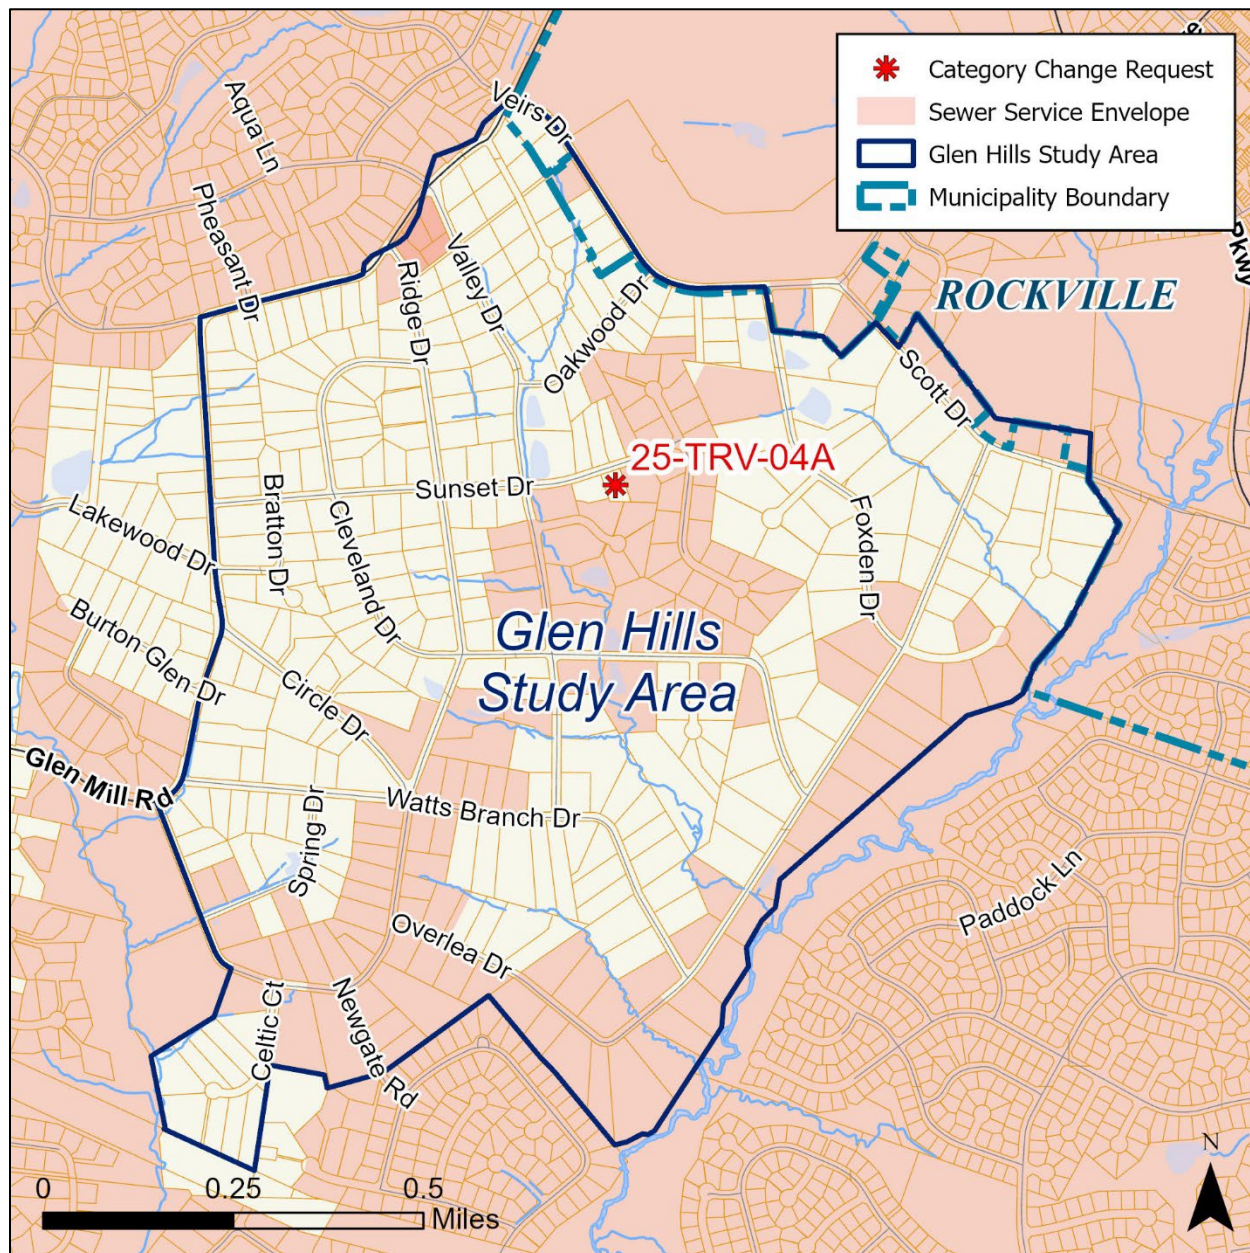 Category Change Request
Sewer Service Envelope
Glen Hills Study Area
Municipality Boundary
Pkwy
Veirs Dr
Aqua Ln
Pheasant Dr
Ridge Dr
Valley Dr
Oakwood Dr
ROCKVILLE
Scott Dr
25-TRV-04A
Sunset Dr
Bratton Dr
Cleveland Dr
Lakewood Dr
Foxden Dr
Burton Glen Dr
Circle Dr
Glen Hills
Study Area
Glen Mill Rd
Watts Branch Dr
Spring Dr
Paddock Ln
Overlea Dr
Celtic Ct
Newgate Rd
N
0 0.25 0.5
Miles